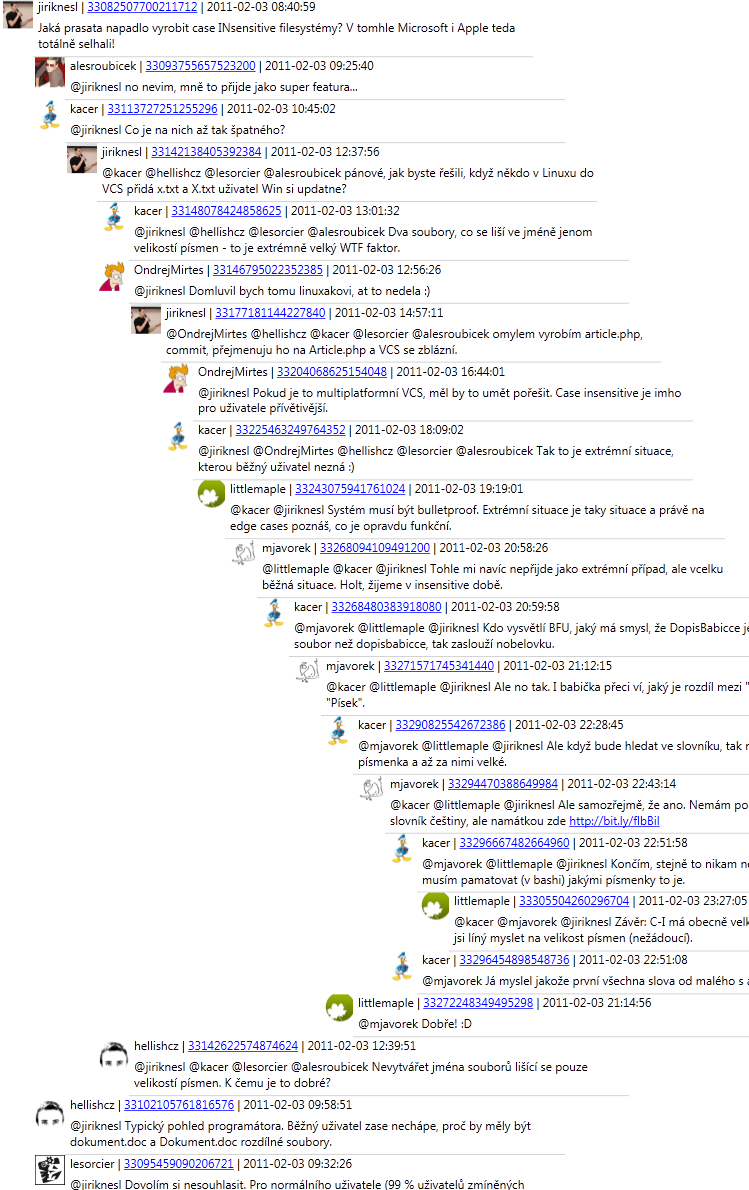 jiriknesl | 33082507700211712 | 2011-02-03 08:40:59
Jaká prasata napadlo vyrobit case INsensitive filesystémy? V tomhle Microsoft i Apple teda
totálně selhali!
alesroubicek | 33093755657523200 | 2011-02-03 09:25:40
@jiriknesl no nevim, mně to přijde jako super featura...
kacer | 33113727251255296 | 2011-02-03 10:45:02
@jiriknesl Co je na nich až tak špatného?
jiriknesl | 33142138405392384 | 2011-02-03 12:37:56
@kacer @hellishcz @lesorcier @alesroubicek pánové, jak byste řešili, když někdo v Linuxu do
VCS přidá x.txt a X.txt uživatel Win si updatne?
kacer | 33148078424858625 | 2011-02-03 13:01:32
@jiriknesl @hellishcz @lesorcier @alesroubicek Dva soubory, co se liší ve jméně jenom
velikostí písmen - to je extrémně velký WTF faktor.
OndrejMirtes | 33146795022352385 | 2011-02-03 12:56:26
@jiriknesl Domluvil bych tomu linuxakovi, at to nedela :)
jiriknesl | 33177181144227840 | 2011-02-03 14:57:11
@OndrejMirtes @hellishcz @kacer @lesorcier @alesroubicek omylem vyrobím article.php,
commit, přejmenuju ho na Article.php a VCS se zblázní.
OndrejMirtes | 33204068625154048 | 2011-02-03 16:44:01
@jiriknesl Pokud je to multiplatformní VCS, měl by to umět pořešit. Case insensitive je imho
pro uživatele přívětivější.
kacer | 33225463249764352 | 2011-02-03 18:09:02
@jiriknesl @OndrejMirtes @hellishcz @lesorcier @alesroubicek Tak to je extrémní situace,
kterou běžný uživatel nezná :)
littlemaple | 33243075941761024 | 2011-02-03 19:19:01
@kacer @jiriknesl Systém musí být bulletproof. Extrémní situace je taky situace a právě na
edge cases poznáš, co je opravdu funkční.
mjavorek | 33268094109491200 | 2011-02-03 20:58:26
@littlemaple @kacer @jiriknesl Tohle mi navíc nepřijde jako extrémní případ, ale vcelku
běžná situace. Holt, žijeme v insensitive době.
kacer | 33268480383918080 | 2011-02-03 20:59:58
@mjavorek @littlemaple @jiriknesl Kdo vysvětlí BFU, jaký má smysl, že DopisBabicce je
soubor než dopisbabicce, tak zaslouží nobelovku.
mjavorek | 33271571745341440 | 2011-02-03 21:12:15
@kacer @littlemaple @jiriknesl Ale no tak. I babička přeci ví, jaký je rozdíl mezi "
"Písek".
kacer | 33290825542672386 | 2011-02-03 22:28:45
@mjavorek @littlemaple @jiriknesl Ale když bude hledat ve slovníku, tak
písmenka a až za nimi velké.
mjavorek | 33294470388649984 | 2011-02-03 22:43:14
@kacer @littlemaple @jiriknesl Ale samozřejmě, že ano. Nemám po
slovník češtiny, ale namátkou zde http://bit.ly/flbBil
kacer | 33296667482664960 | 2011-02-03 22:51:58
@mjavorek @littlemaple @jiriknesl Končím, stejně to nikam
musím pamatovat (v bashi) jakými písmenky to je.
littlemaple | 33305504260296704 | 2011-02-03 23:27:05
@kacer @mjavorek @jiriknesl Závěr: C-I má obecně
jsi líný myslet na velikost písmen (nežádoucí).
kacer | 33296454898548736 | 2011-02-03 22:51:08
@mjavorek Já myslel jakože první všechna slova od malého s
littlemaple | 33272248349495298 | 2011-02-03 21:14:56
@mjavorek Dobře! :D
hellishcz | 33142622574874624 | 2011-02-03 12:39:51
@jiriknesl @kacer @lesorcier @alesroubicek Nevytvářet jména souborů lišící se pouze
velikostí písmen. K čemu je to dobré?
hellishcz | 33102105761816576 | 2011-02-03 09:58:51
@jiriknesl Typický pohled programátora. Běžný uživatel zase nechápe, proč by měly být
dokument.doc a Dokument.doc rozdílné soubory.
lesorcier | 33095459090206721 | 2011-02-03 09:32:26
@jiriknesl Dovolím si nesouhlasit. Pro normálního uživatele (99 % uživatelů zmíněných